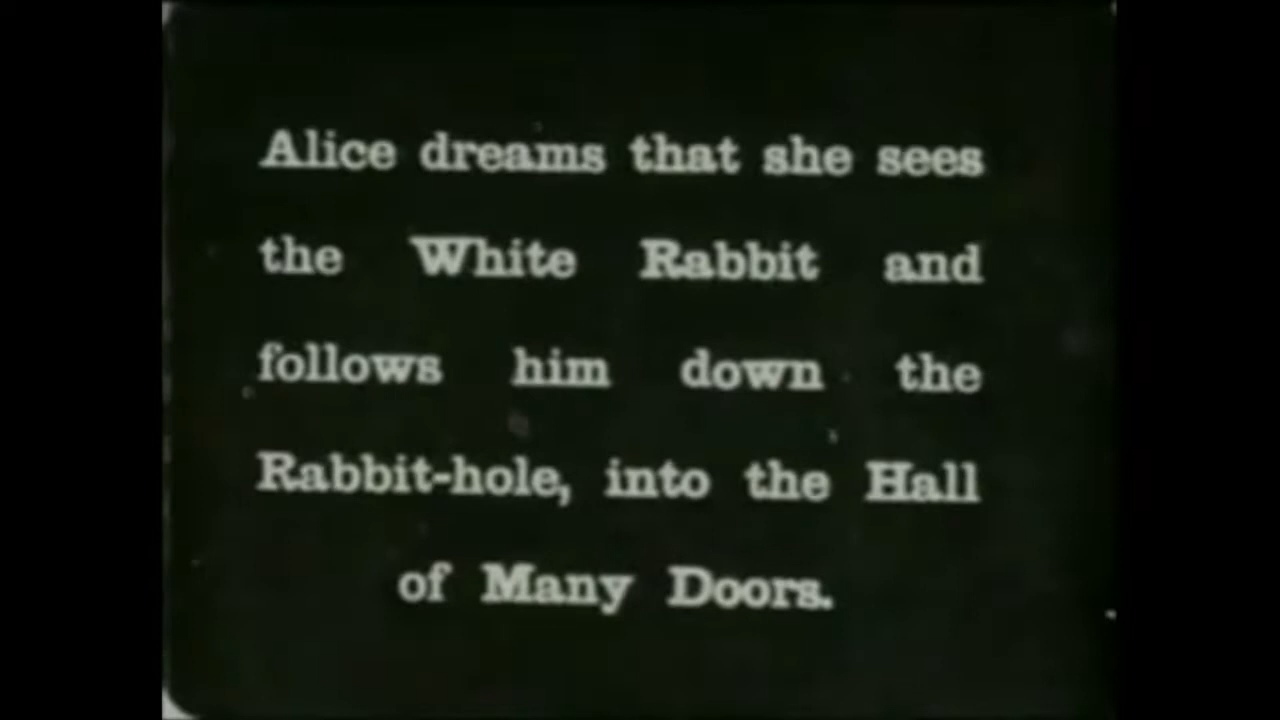 Alice dreams that she sees
the White Rabbit and
follows him down the
Rabbit-hole, into the Hall
of Many Doors.